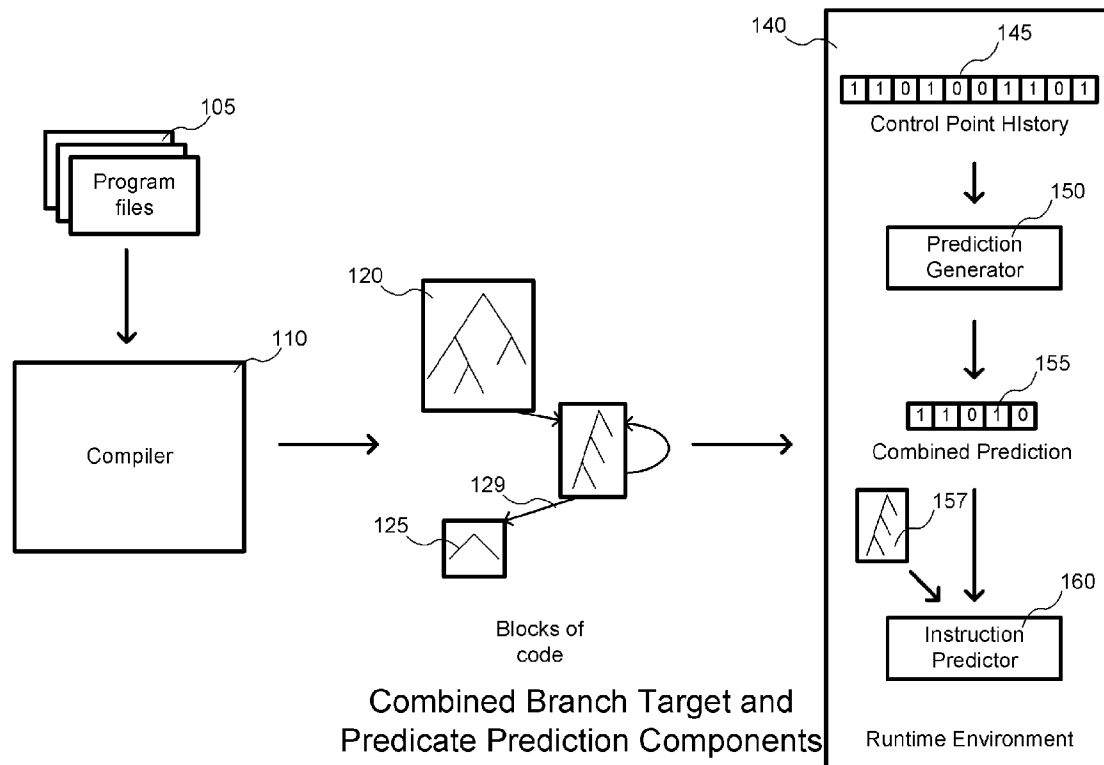 105
Program
files
110
Compiler
120
129
125
Blocks of
code
Combined Branch Target and
Predicate Prediction Components
140
145
1 1 0 1 0 0 1 1 0 1
Control Point HIstory
150
Prediction
Generator
155
1 1 0 1 0
Combined Prediction
157
160
Instruction
Predictor
Runtime Environment